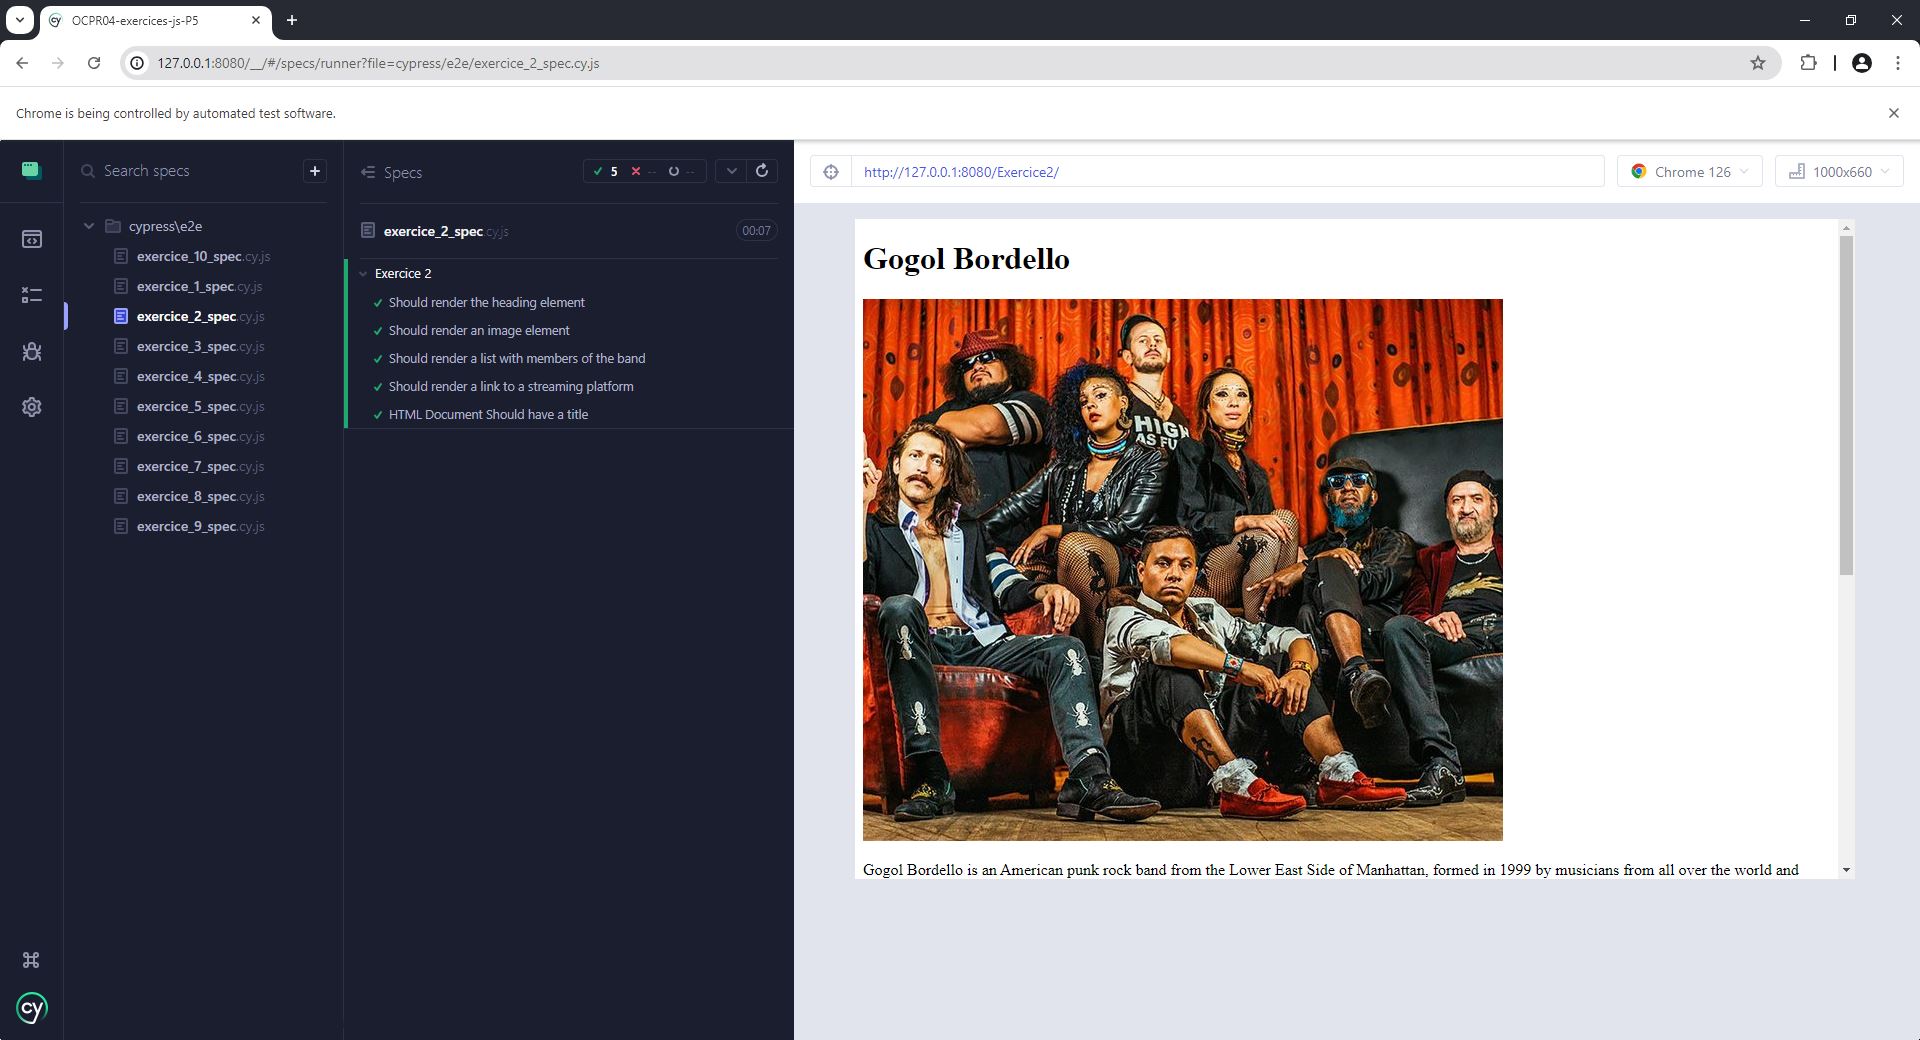 OCPR04-exercices-js-P5
127.0.0.1:8080/__/#/specs/runner?file=cypress/e2e/exercice_2_spec.cy.js
Chrome is being controlled by automated test software.
Search specs
cypress\e2e
exercice_10_spec.cy.js
exercice_1_spec.cy.js
exercice_2_spec.cy.js
exercice_3_spec.cy.js
exercice_4_spec.cy.js
exercice_5_spec.cy.js
exercice_6_spec.cy.js
exercice_7_spec.cy.js
exercice_8_spec.cy.js
exercice_9_spec.cy.js
cy
Specs
5 -- --
exercice_2_spec.cy.js 00:07
Exercice 2
Should render the heading element
Should render an image element
Should render a list with members of the band
Should render a link to a streaming platform
HTML Document Should have a title
http://127.0.0.1:8080/Exercice2/
Chrome 126
1000x660
Gogol Bordello
HIGH
AS FU
Gogol Bordello is an American punk rock band from the Lower East Side of Manhattan, formed in 1999 by musicians from all over the world and